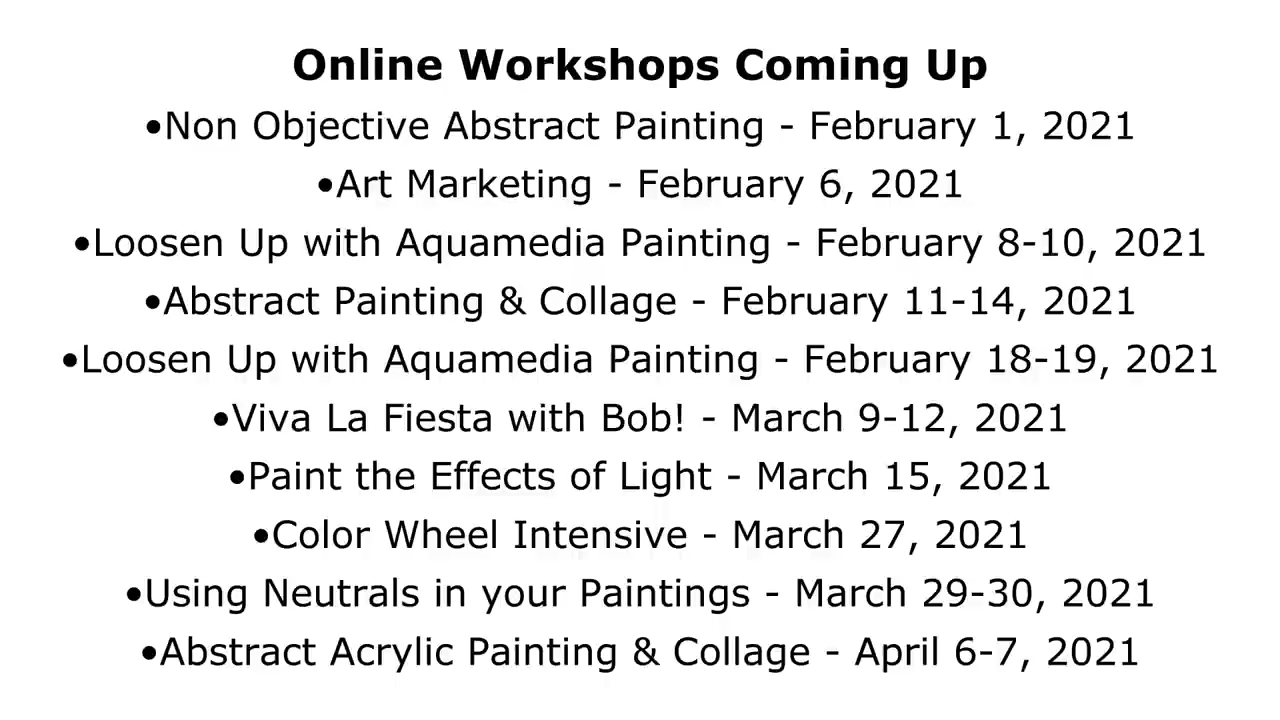 Online Workshops Coming Up
•Non Objective Abstract Painting - February 1, 2021
•Art Marketing - February 6, 2021
•Loosen Up with Aquamedia Painting - February 8-10, 2021
•Abstract Painting & Collage - February 11-14, 2021
•Loosen Up with Aquamedia Painting - February 18-19, 2021
•Viva La Fiesta with Bob! - March 9-12, 2021
•Paint the Effects of Light - March 15, 2021
•Color Wheel Intensive - March 27, 2021
•Using Neutrals in your Paintings - March 29-30, 2021
•Abstract Acrylic Painting & Collage - April 6-7, 2021